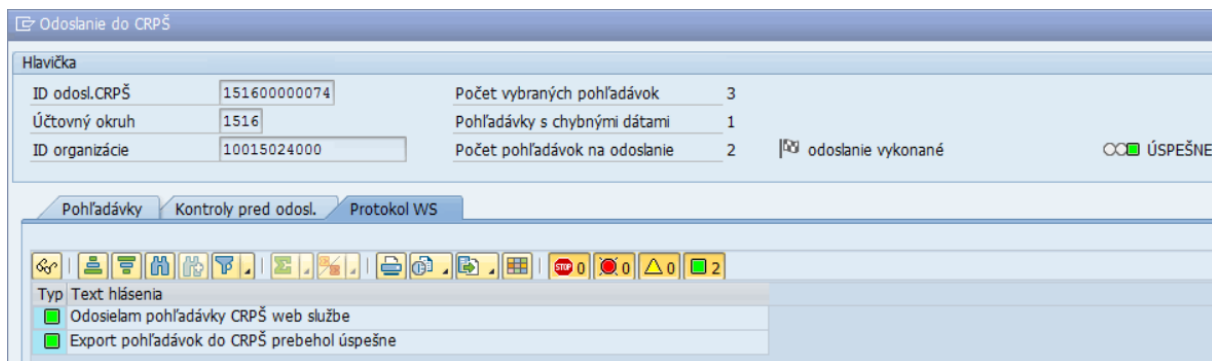 Odoslanie do CRPŠ
Hlavička
ID odosl.CRPŠ 151600000074 Počet vybraných pohľadávok 3
Účtovný okruh 1516 Pohľadávky s chybnými dátami 1
ID organizácie 10015024000 Počet pohľadávok na odoslanie 2 odoslanie vykonané ÚSPEŠNE
Pohľadávky Kontroly pred odosl. Protokol WS
STOP 0 0 0 2
Typ Text hlásenia
Odosielam pohľadávky CRPŠ web službe
Export pohľadávok do CRPŠ prebehol úspešne